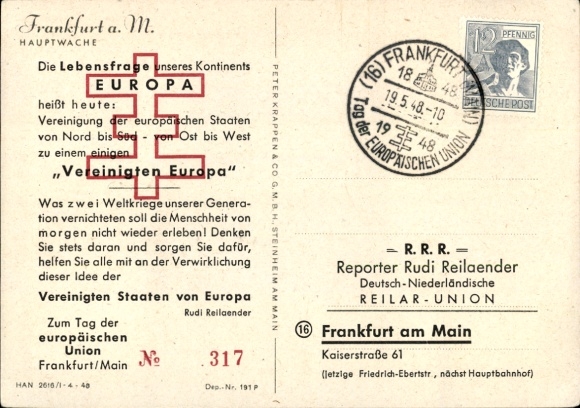 Frankfurt a. M.
HAUPTWACHE
Die Lebensfrage unseres Kontinents
EUROPA
heißt heute:
Vereinigung der europäischen Staaten
von Nord bis Süd - von Ost bis West
zu einem einigen
„Vereinigten Europa"
Was zwei Weltkriege unserer Genera-
tion vernichteten soll die Menschheit von
morgen nicht wieder erleben! Denken
Sie stets daran und sorgen Sie dafür,
helfen Sie alle mit an der Verwirklichung
dieser Idee der
Vereinigten Staaten von Europa
Rudi Reilaender
Zum Tag der
europäischen
Union
Frankfurt/Main
№ 317
HAN 2616/I - 4 - 48
Dep.-Nr. 191 P
PETER KRAPPEN & CO G. M. B. H., STEINHEIM AM MAIN
(16) FRANKFURT (MAIN)
18 48
19.5.48.-10
19 48
Tag der EUROPÄISCHEN UNION
12 PFENNIG
DEUTSCHE POST
= R. R. R. =
Reporter Rudi Reilaender
Deutsch-Niederländische
REILAR-UNION
16 Frankfurt am Main
Kaiserstraße 61
(jetzige Friedrich-Ebertstr., nächst Hauptbahnhof)